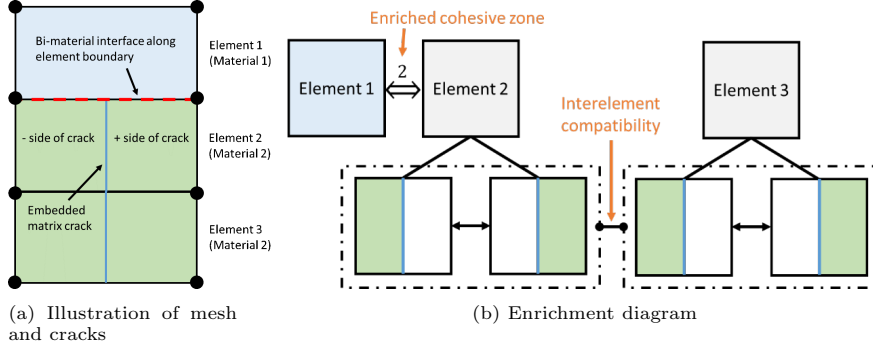 Bi-material interface along
element boundary
Element 1
(Material 1)
- side of crack
+ side of crack
Element 2
(Material 2)
Embedded
matrix crack
Element 3
(Material 2)
(a) Illustration of mesh
and cracks
Enriched cohesive zone
2
Element 1
Element 2
Interelement
compatibility
Element 3
(b) Enrichment diagram